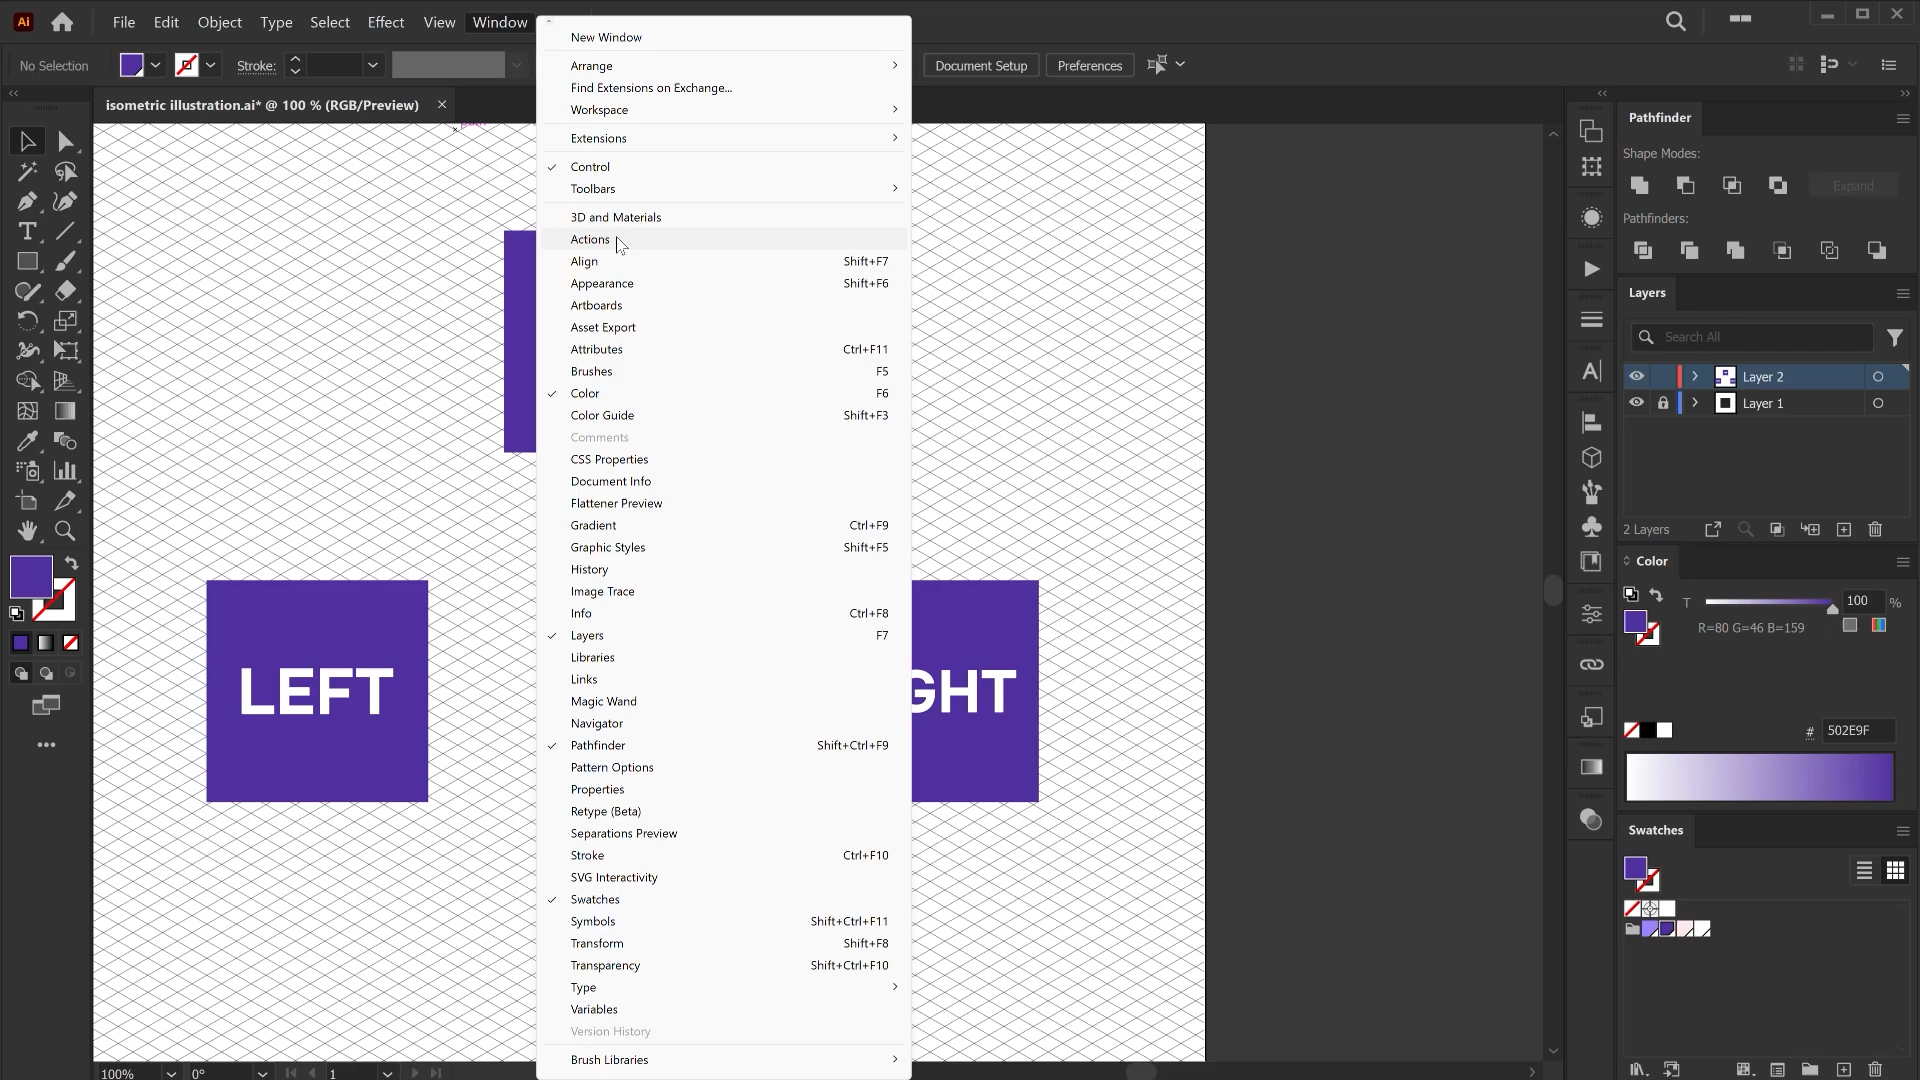 Ai
File Edit Object Type Select Effect View Window
No Selection Stroke: Document Setup Preferences
isometric illustration.ai* @ 100 % (RGB/Preview)
New Window
Arrange
Find Extensions on Exchange...
Workspace
Extensions
Control
Toolbars
3D and Materials
Actions
Align Shift+F7
Appearance Shift+F6
Artboards
Asset Export
Attributes Ctrl+F11
Brushes F5
Color F6
Color Guide Shift+F3
Comments
CSS Properties
Document Info
Flattener Preview
Gradient Ctrl+F9
Graphic Styles Shift+F5
History
Image Trace
Info Ctrl+F8
Layers F7
Libraries
Links
Magic Wand
Navigator
Pathfinder Shift+Ctrl+F9
Pattern Options
Properties
Retype (Beta)
Separations Preview
Stroke Ctrl+F10
SVG Interactivity
Swatches
Symbols Shift+Ctrl+F11
Transform Shift+F8
Transparency Shift+Ctrl+F10
Type
Variables
Version History
Brush Libraries
LEFT
GHT
100% 0° 1
Pathfinder
Shape Modes:
Expand
Pathfinders:
Layers
Search All
Layer 2
Layer 1
2 Layers
Color
T 100 %
R=80 G=46 B=159
# 502E9F
Swatches